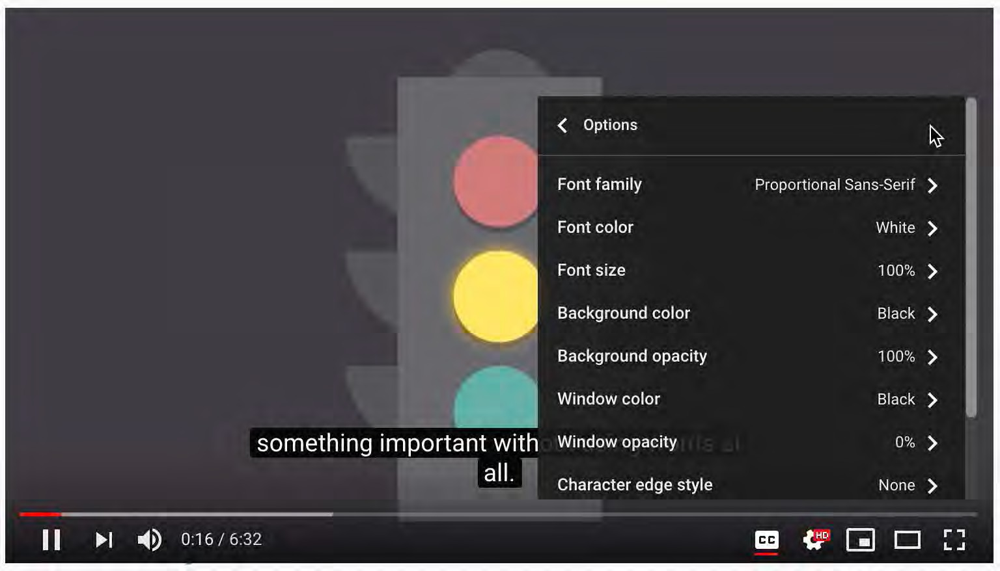 Options
Font family Proportional Sans-Serif
Font color White
Font size 100%
Background color Black
Background opacity 100%
Window color Black
Window opacity 0%
Character edge style None
something important with
all.
0:16 / 6:32
CC
HD